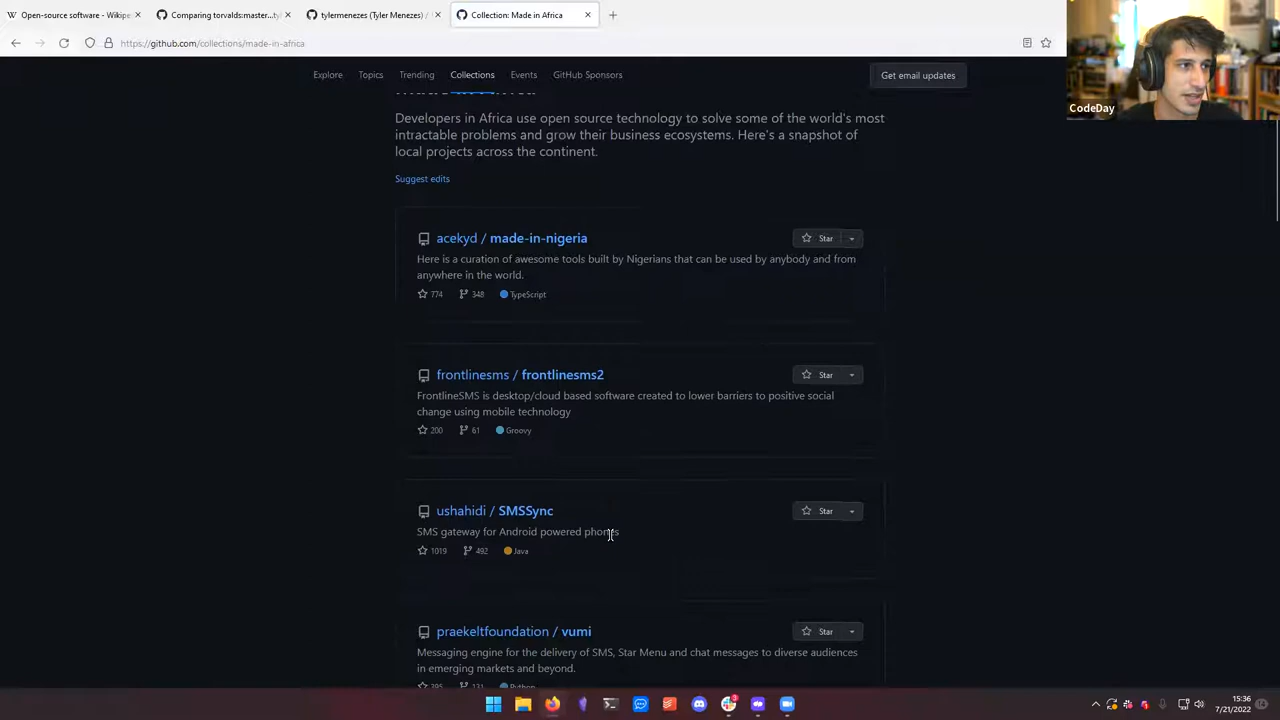 Open-source software - Wikipe
Comparing torvalds:master...tyl
tylermenezes (Tyler Menezes) /
Collection: Made in Africa
https://github.com/collections/made-in-africa
Explore
Topics
Trending
Collections
Events
GitHub Sponsors
Get email updates
CodeDay
Developers in Africa use open source technology to solve some of the world's most
intractable problems and grow their business ecosystems. Here's a snapshot of
local projects across the continent.
Suggest edits
acekyd / made-in-nigeria
Star
Here is a curation of awesome tools built by Nigerians that can be used by anybody and from
anywhere in the world.
774 348 TypeScript
frontlinesms / frontlinesms2
Star
FrontlineSMS is desktop/cloud based software created to lower barriers to positive social
change using mobile technology
200 61 Groovy
ushahidi / SMSSync
Star
SMS gateway for Android powered phones
1019 492 Java
praekeltfoundation / vumi
Star
Messaging engine for the delivery of SMS, Star Menu and chat messages to diverse audiences
in emerging markets and beyond.
395 131 Python
15:36
7/21/2022